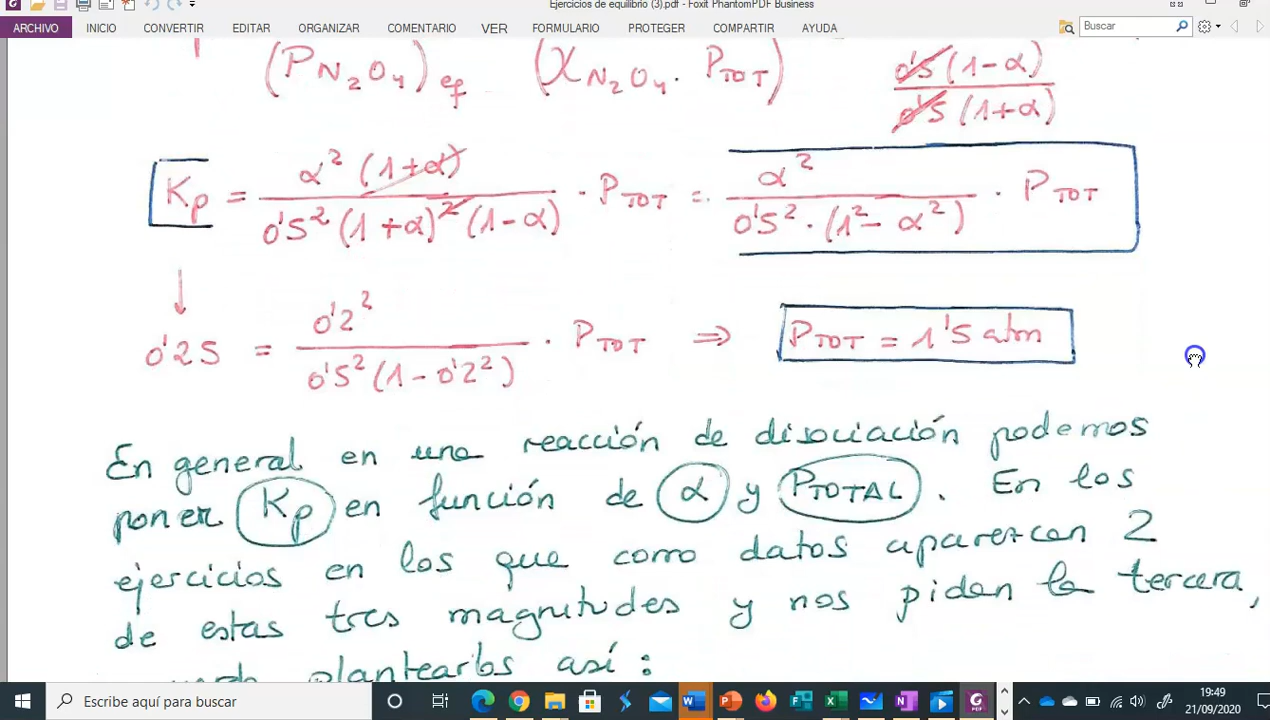 Ejercicios de equilibrio (3).pdf - Foxit PhantomPDF Business
ARCHIVO INICIO CONVERTIR EDITAR ORGANIZAR COMENTARIO VER FORMULARIO PROTEGER COMPARTIR AYUDA Buscar
(P N₂O₄)ef (X N₂O₄ · PTOT) 0'5 (1-α) / 0'5 (1+α)
Kp = α² (1+α) / 0'5² (1+α)² (1-α) · PTOT = α² / 0'5² · (1² - α²) · PTOT
0'25 = 0'2² / 0'5² (1 - 0'2²) · PTOT ⇒ PTOT = 1'5 atm
En general en una reacción de disociación podemos
poner Kp en función de α y PTOTAL. En los
ejercicios en los que como datos aparezcan 2
de estas tres magnitudes y nos piden la tercera,
plantearlos así:
Escribe aquí para buscar
19:49
21/09/2020